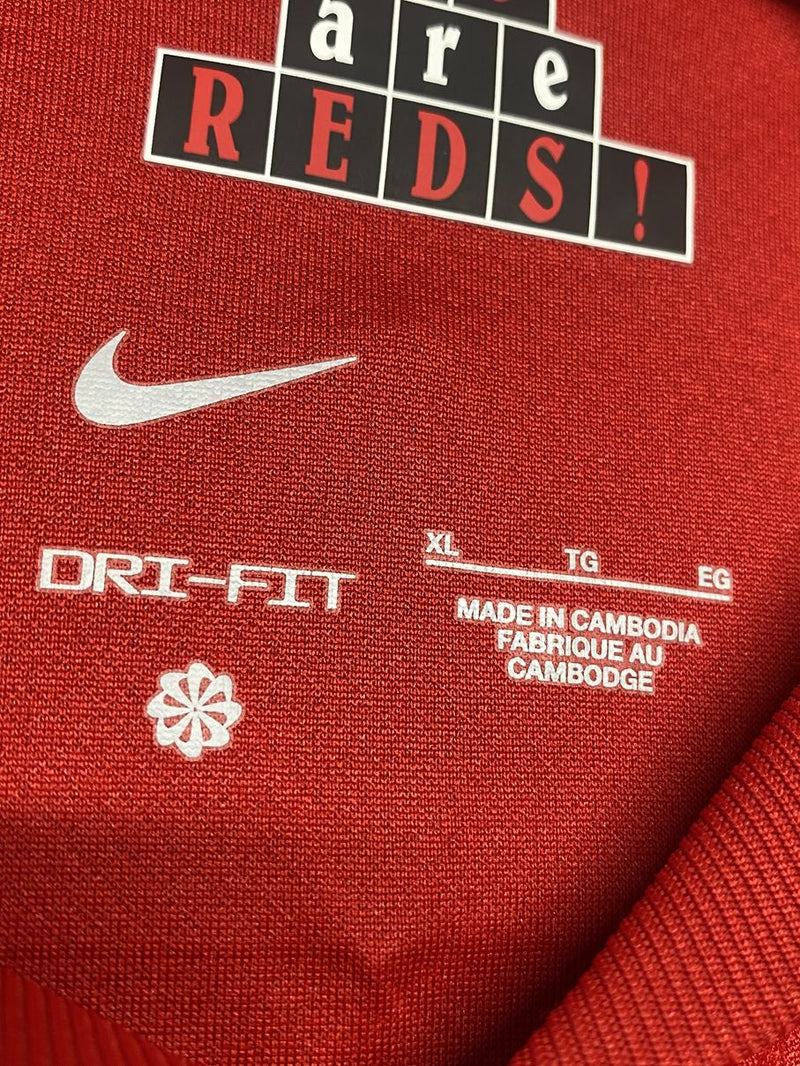 are
REDS!
DRI-FIT
XL TG EG
MADE IN CAMBODIA
FABRIQUE AU
CAMBODGE